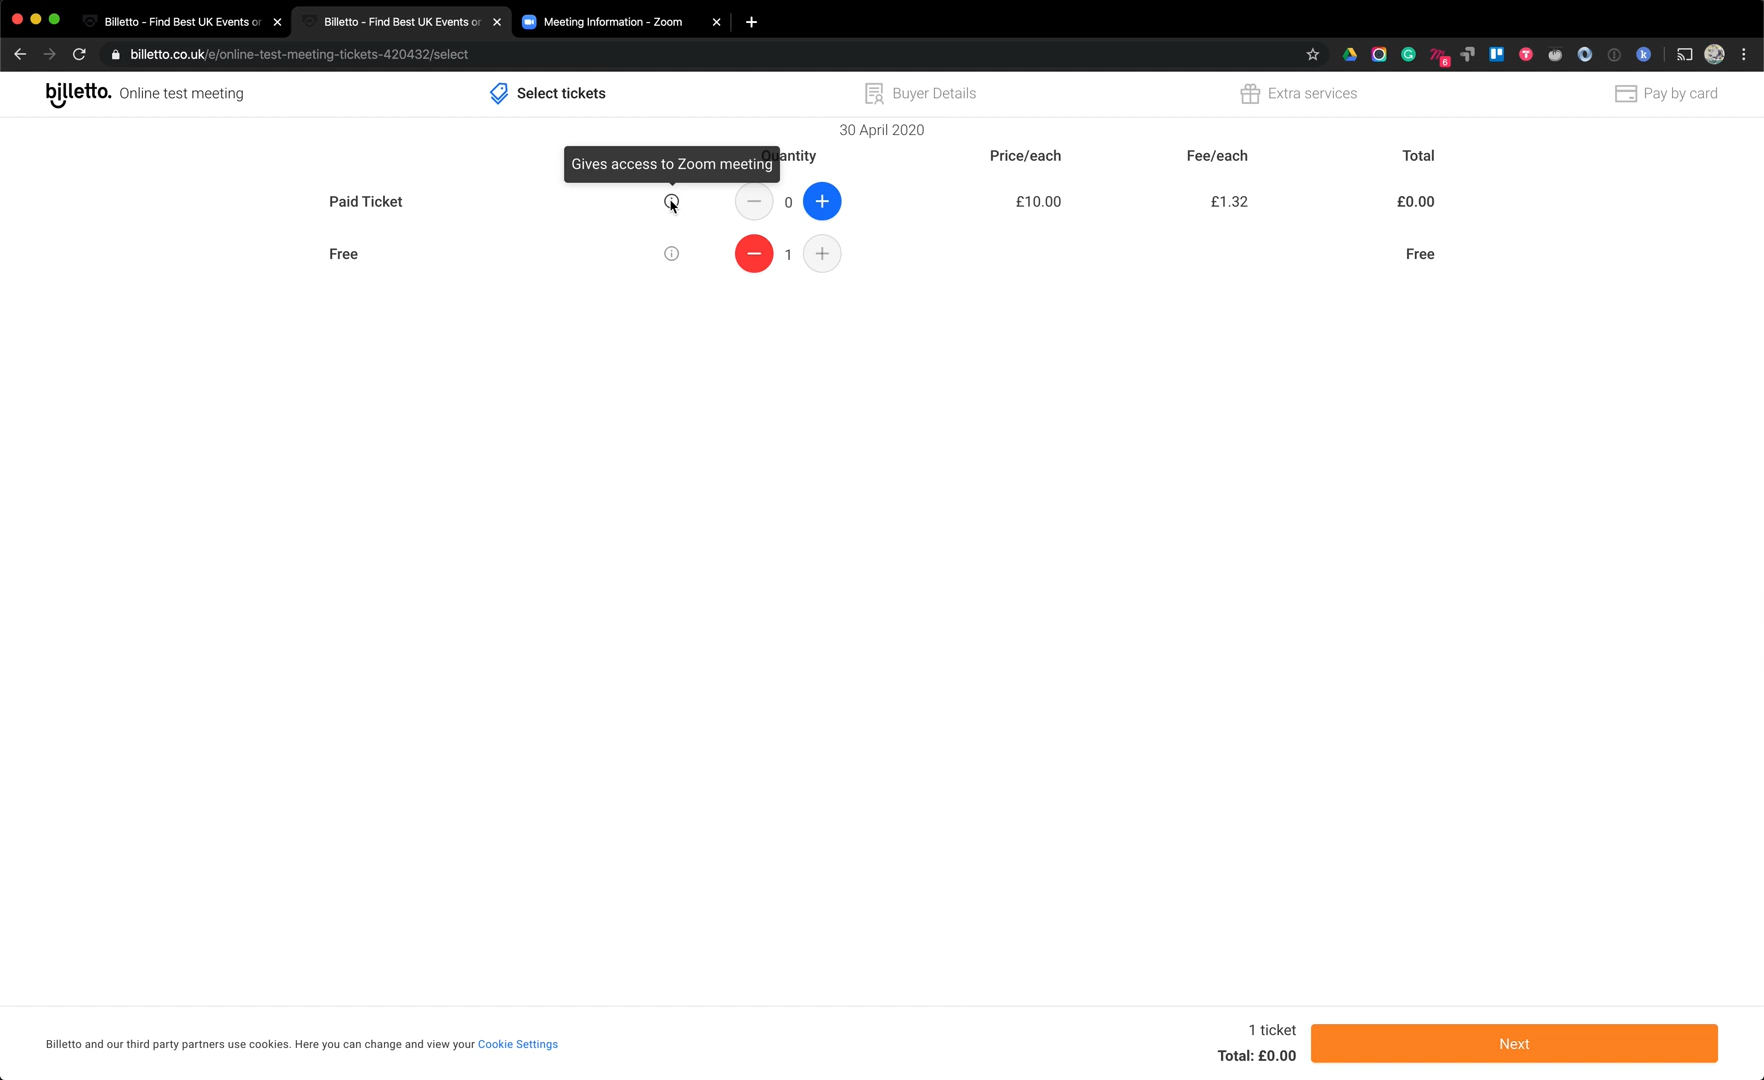 Billetto - Find Best UK Events or
Billetto - Find Best UK Events or
Meeting Information - Zoom
billetto.co.uk/e/online-test-meeting-tickets-420432/select
6
k
billetto. Online test meeting
Select tickets
Buyer Details
Extra services
Pay by card
30 April 2020
Gives access to Zoom meeting
Quantity Price/each Fee/each Total
Paid Ticket 0 £10.00 £1.32 £0.00
Free 1 Free
1 ticket
Total: £0.00
Next
Billetto and our third party partners use cookies. Here you can change and view your Cookie Settings